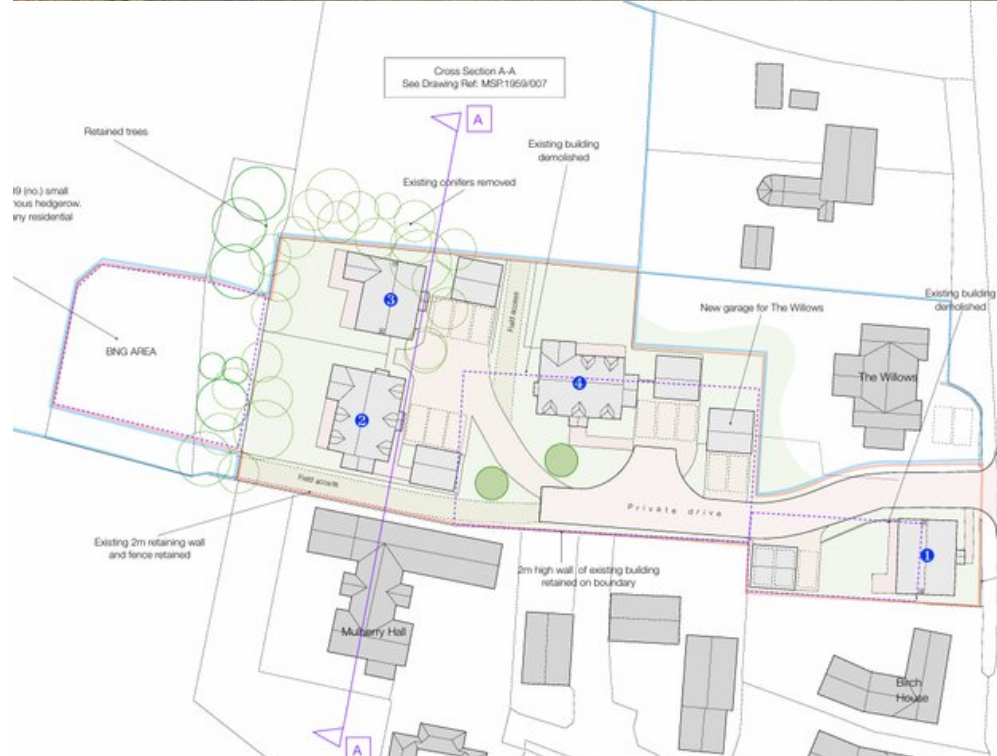 Cross Section A-A
See Drawing Ref: MSP.1959/007
A
Retained trees
Existing building
demolished
Existing conifers removed
19 (no.) small
nous hedgerow.
any residential
3
Field access
New garage for The Willows
Existing building
demolished
BNG AREA
4
The Willows
2
Field access
Private drive
Existing 2m retaining wall
and fence retained
2m high wall of existing building
retained on boundary
1
Mulberry Hall
Birch
House
A